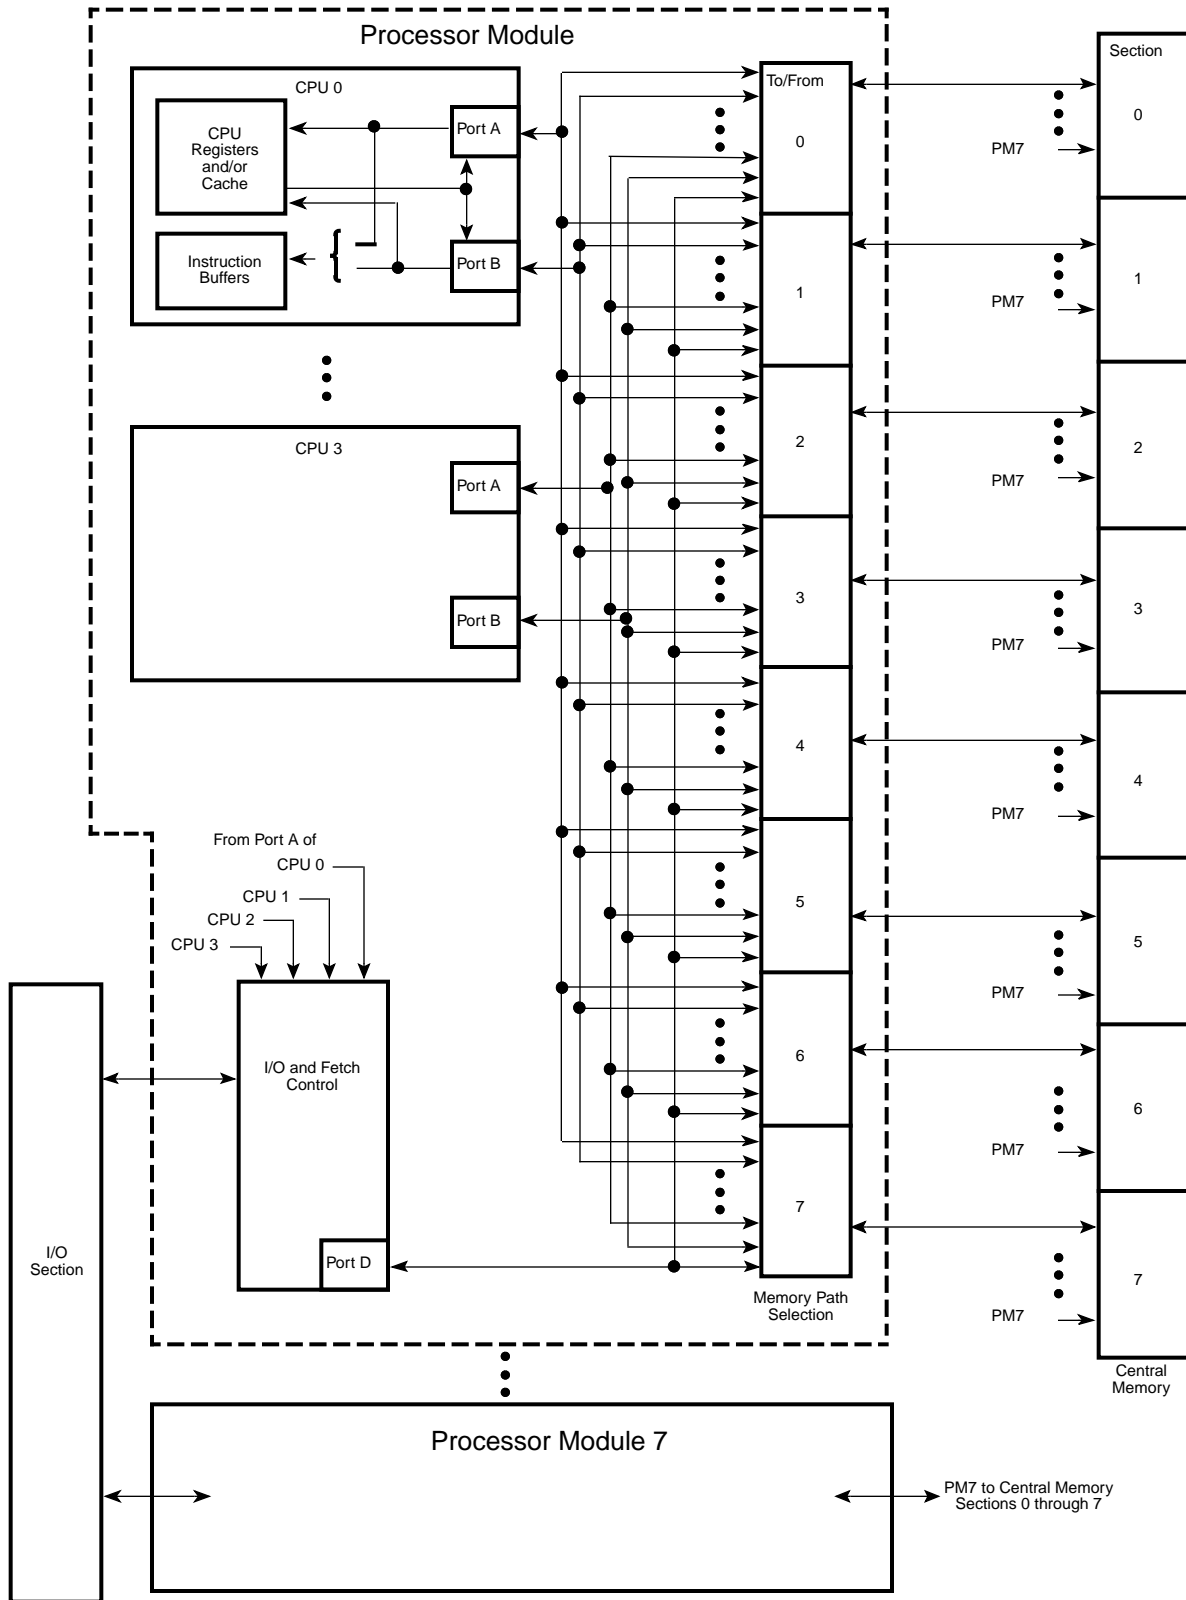 Processor Module
CPU 0
CPU
Registers
and/or
Cache
Port A
Instruction
Buffers
{
Port B
CPU 3
Port A
Port B
From Port A of
CPU 0
CPU 1
CPU 2
CPU 3
I/O and Fetch
Control
Port D
I/O
Section
To/From
0
1
2
3
4
5
6
7
Memory Path
Selection
PM7
PM7
PM7
PM7
PM7
PM7
PM7
PM7
Section
0
1
2
3
4
5
6
7
Central
Memory
Processor Module 7
PM7 to Central Memory
Sections 0 through 7